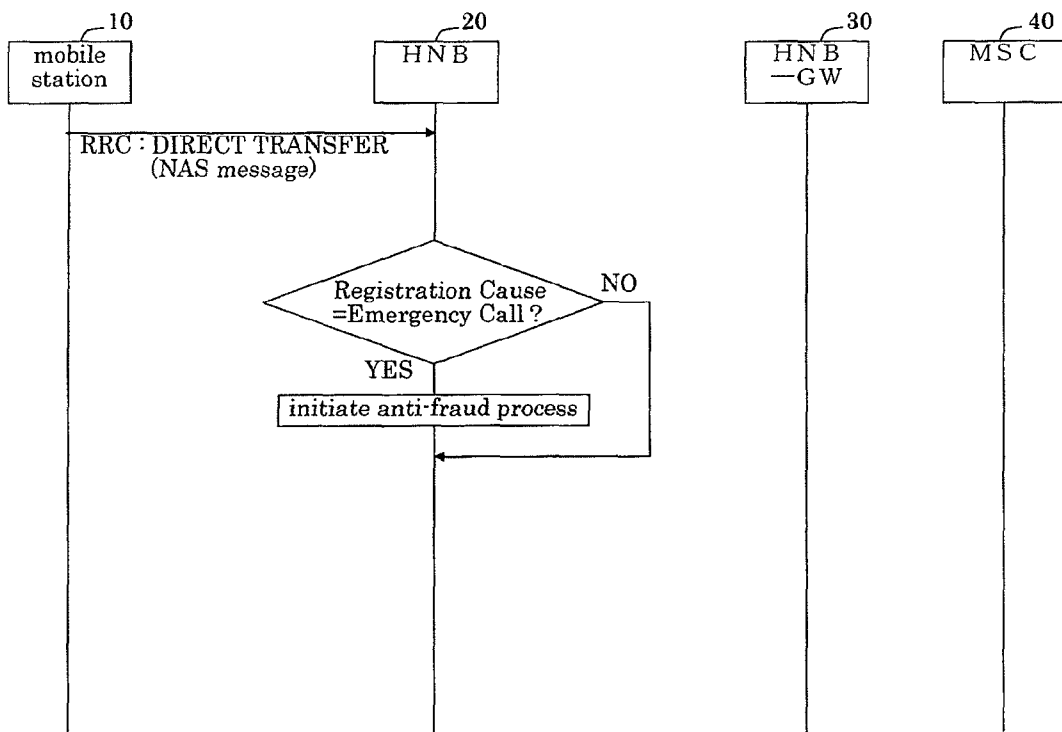 10
20
30
40
mobile
station
HNB
HNB
—GW
MSC
RRC : DIRECT TRANSFER
(NAS message)
Registration Cause
=Emergency Call ?
NO
YES
initiate anti-fraud process